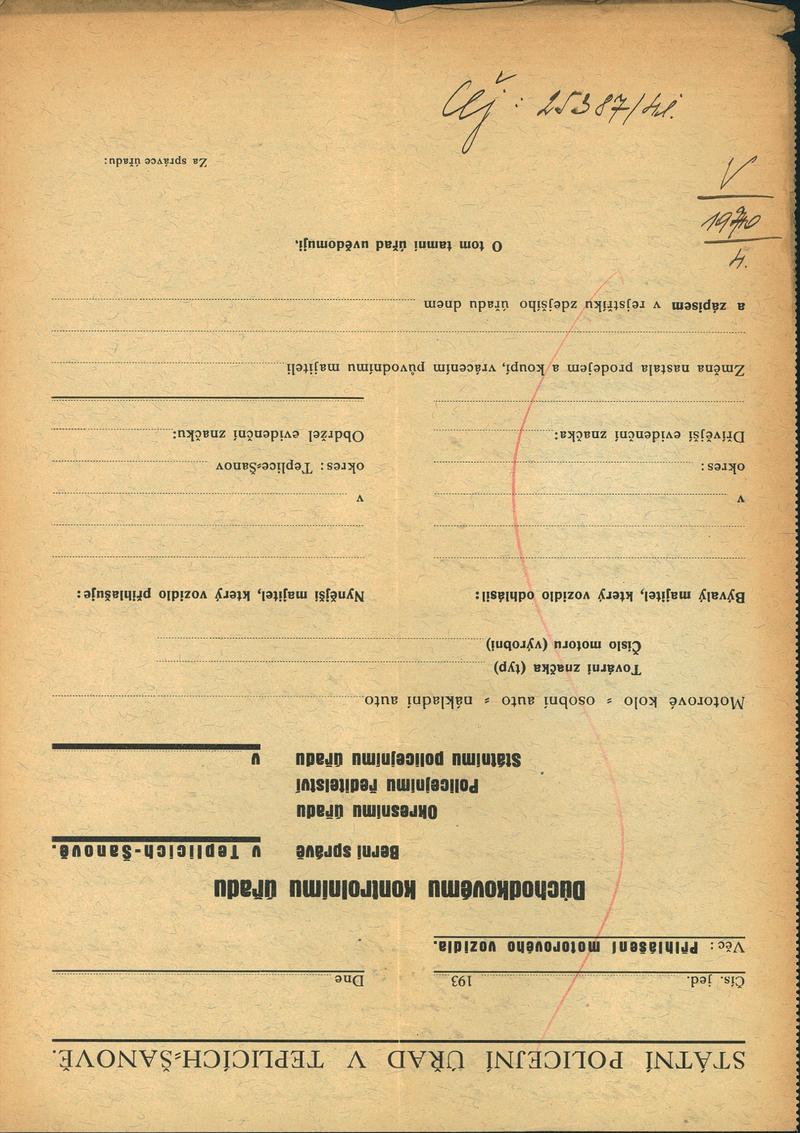 STÁTNÍ POLICEJNÍ ÚŘAD V TEPLICÍCH-ŠANOVĚ.
Čís. jed. 193 Dne
Věc: Přihlášení motorového vozidla.
Důchodkovému kontrolnímu úřadu
Berní správě v Teplicích-Šanově.
Okresnímu úřadu
Policejnímu ředitelství
Státnímu policejnímu úřadu v
Motorové kolo - osobní auto - nákladní auto
Tovární značka (typ)
Číslo motoru (výrobní)
Bývalý majitel, který vozidlo odhlásil:
Nynější majitel, který vozidlo přihlašuje:
v
v
okres:
okres: Teplice-Šanov
Dřívější evidenční značka:
Obdržel evidenční značku:
Změna nastala prodejem a koupí, vrácením původnímu majiteli
a zápisem v rejstříku zdejšího úřadu dnem
O tom tamní úřad uvědomuji.
Za správce úřadu:
čj: 25387/
V
4.